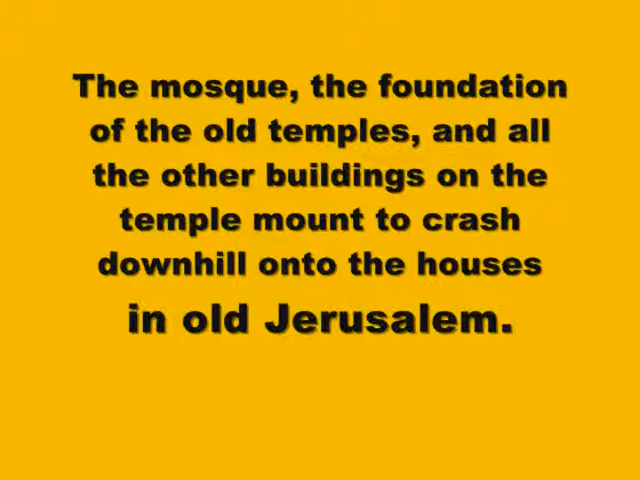 The mosque, the foundation
of the old temples, and all
the other buildings on the
temple mount to crash
downhill onto the houses
in old Jerusalem.